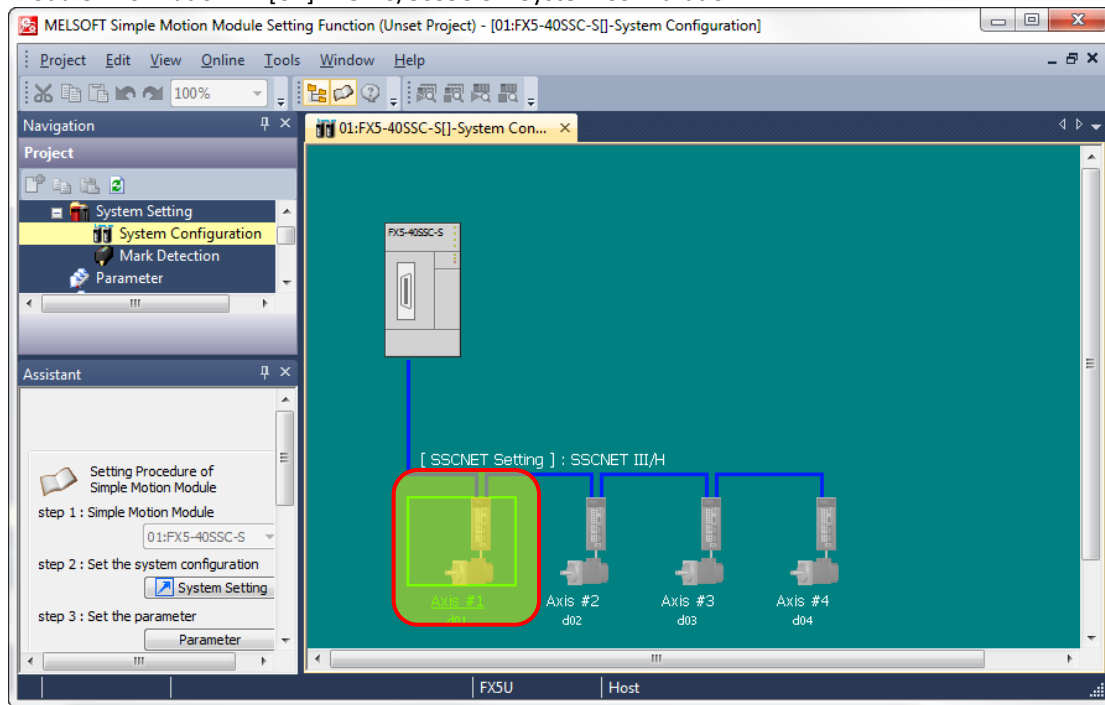 MELSOFT Simple Motion Module Setting Function (Unset Project) - [01:FX5-40SSC-S[]-System Configuration]
Project Edit View Online Tools Window Help
100%
Navigation
01:FX5-40SSC-S[]-System Con...
Project
System Setting
System Configuration
Mark Detection
Parameter
FX5-40SSC-S
Assistant
[ SSCNET Setting ] : SSCNET III/H
Setting Procedure of
Simple Motion Module
step 1 : Simple Motion Module
01:FX5-40SSC-S
step 2 : Set the system configuration
System Setting
step 3 : Set the parameter
Parameter
Axis #1 Axis #2 Axis #3 Axis #4
d01 d02 d03 d04
FX5U Host